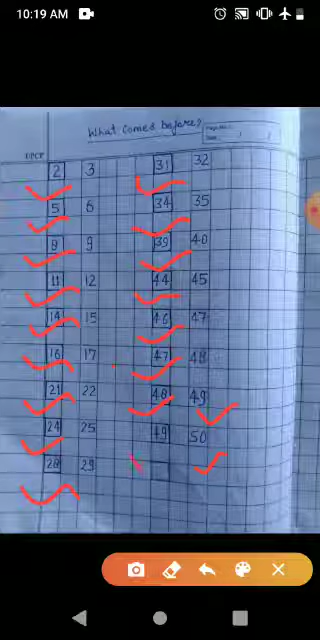 10:19 AM
What comes before?
2 3 31 32
5 6 34 35
8 9 39 40
11 12 44 45
14 15 46 47
16 17 47 48
21 22 48 49
24 25 49 50
28 29